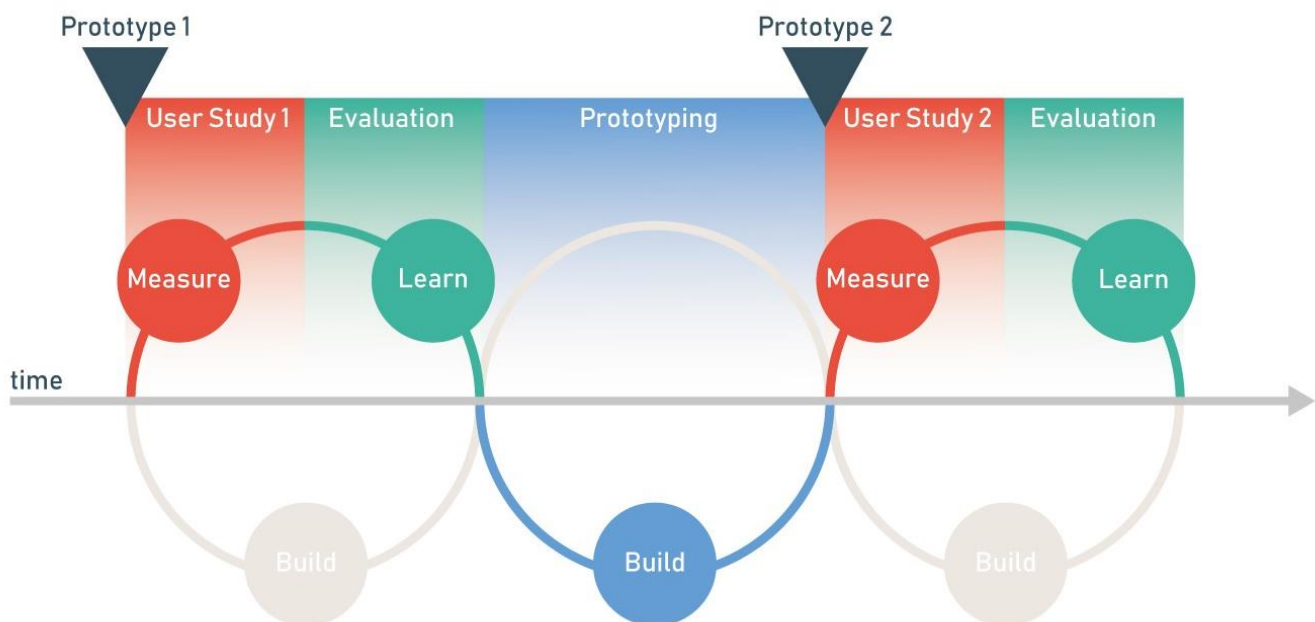 Prototype 1
Prototype 2
User Study 1
Evaluation
Prototyping
User Study 2
Evaluation
Measure
Learn
Measure
Learn
time
Build
Build
Build